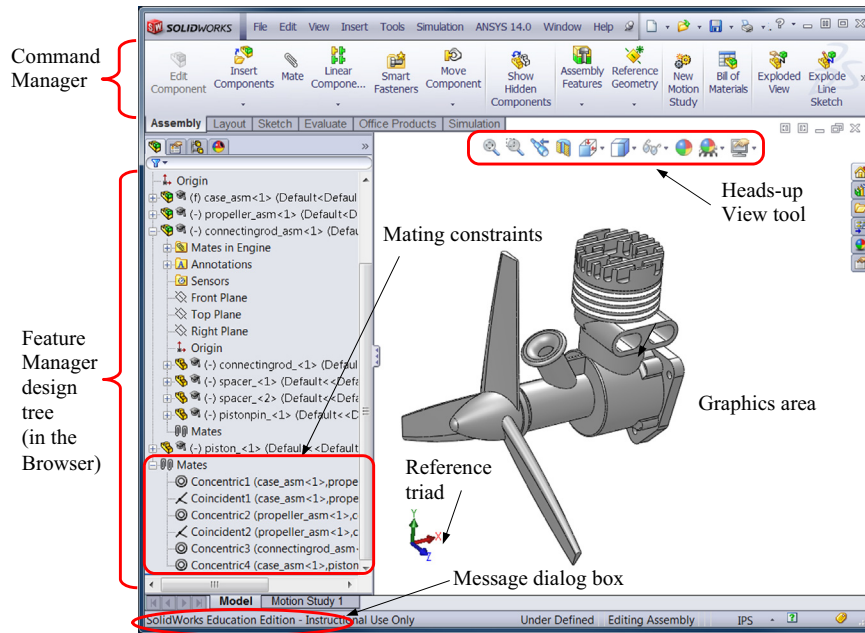 SOLIDWORKS File Edit View Insert Tools Simulation ANSYS 14.0 Window Help
Command
Manager
Edit
Component
Insert
Components
Mate
Linear
Compone...
Smart
Fasteners
Move
Component
Show
Hidden
Components
Assembly
Features
Reference
Geometry
New
Motion
Study
Bill of
Materials
Exploded
View
Explode
Line
Sketch
Assembly Layout Sketch Evaluate Office Products Simulation
Heads-up
View tool
Origin
(f) case_asm<1> (Default<Defaul
(-) propeller_asm<1> (Default<D
(-) connectingrod_asm<1> (Defau
Mates in Engine
A Annotations
Sensors
Front Plane
Top Plane
Right Plane
Origin
(-) connectingrod_<1> (Defaul
(-) spacer_<1> (Default<<Defa
(-) spacer_<2> (Default<<Defa
(-) pistonpin_<1> (Default<<D
Mates
(-) piston_<1> (Default<<Default
Mates
Concentric1 (case_asm<1>,prope
Coincident1 (case_asm<1>,prope
Concentric2 (propeller_asm<1>,c
Coincident2 (propeller_asm<1>,c
Concentric3 (connectingrod_asm
Concentric4 (case_asm<1>,piston
Feature
Manager
design
tree
(in the
Browser)
Mating constraints
Graphics area
Reference
triad
Y
X
Z
Message dialog box
Model Motion Study 1
SolidWorks Education Edition - Instructional Use Only Under Defined Editing Assembly IPS